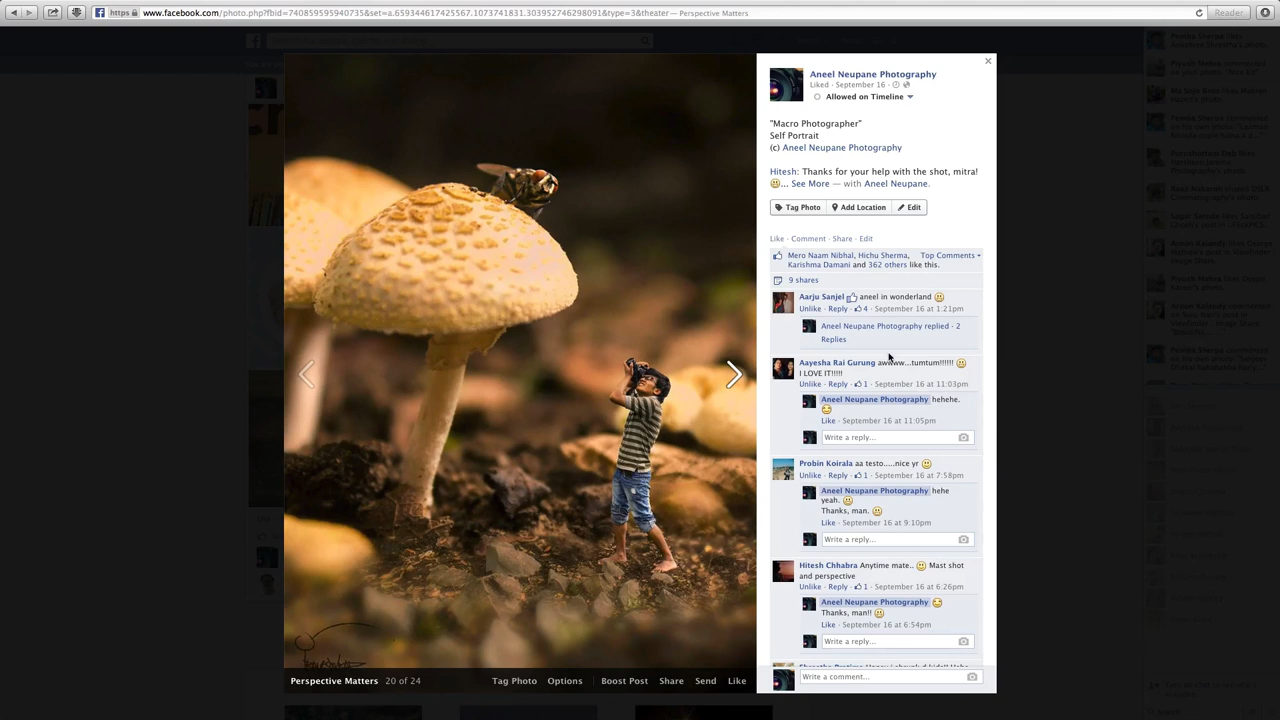 https www.facebook.com/photo.php?fbid=740859595940735&set=a.659344617425567.1073741831.303952746298091&type=3&theater — Perspective Matters
Reader
Aneel Neupane Photography
Liked · September 16 ·
Allowed on Timeline
"Macro Photographer"
Self Portrait
(c) Aneel Neupane Photography
Hitesh: Thanks for your help with the shot, mitra!
... See More — with Aneel Neupane.
Tag Photo Add Location Edit
Like · Comment · Share · Edit
Mero Naam Nibhal, Hichu Sherma, Top Comments
Karishma Damani and 362 others like this.
9 shares
Aarju Sanjel aneel in wonderland
Unlike · Reply · 4 · September 16 at 1:21pm
Aneel Neupane Photography replied · 2
Replies
Aayesha Rai Gurung awwww...tumtum!!!!!!
I LOVE IT!!!!!
Unlike · Reply · 1 · September 16 at 11:03pm
Aneel Neupane Photography hehehe.
Like · September 16 at 11:05pm
Write a reply...
Probin Koirala aa testo.....nice yr
Unlike · Reply · 1 · September 16 at 7:58pm
Aneel Neupane Photography hehe
yeah.
Thanks, man.
Like · September 16 at 9:10pm
Write a reply...
Hitesh Chhabra Anytime mate.. Mast shot
and perspective
Unlike · Reply · 1 · September 16 at 6:26pm
Aneel Neupane Photography
Thanks, man!!
Like · September 16 at 6:54pm
Write a reply...
Write a comment...
Perspective Matters 20 of 24
Tag Photo Options Boost Post Share Send Like